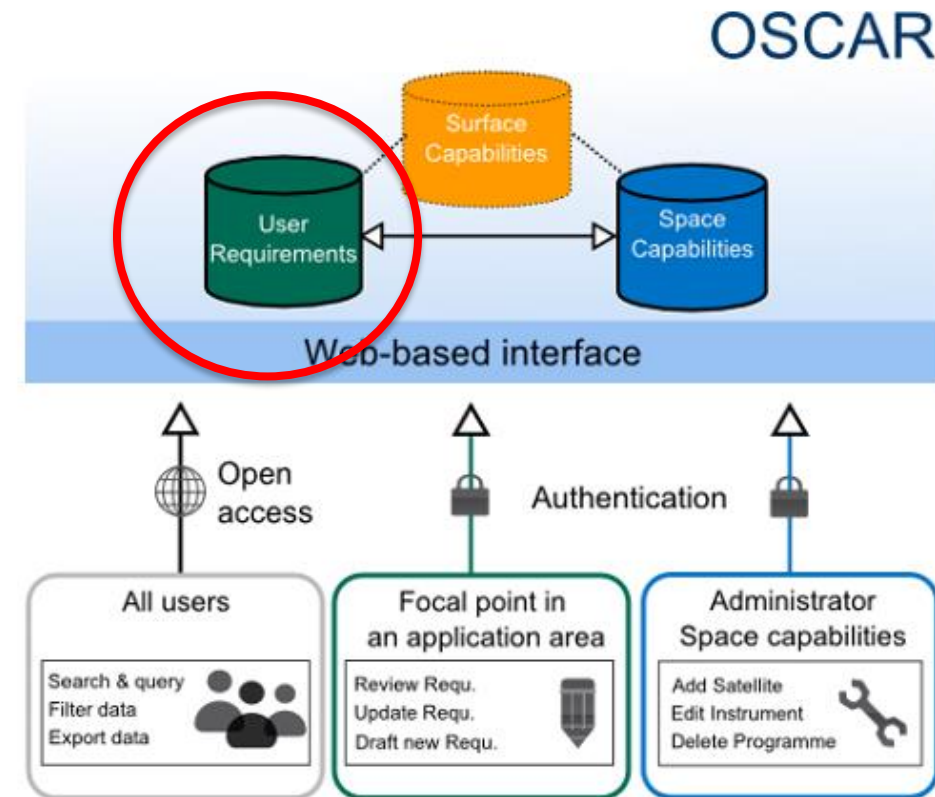 OSCAR
Surface
Capabilities
User
Requirements
Space
Capabilities
Web-based interface
Open
access
Authentication
All users
Search & query
Filter data
Export data
Focal point in
an application area
Review Requ.
Update Requ.
Draft new Requ.
Administrator
Space capabilities
Add Satellite
Edit Instrument
Delete Programme